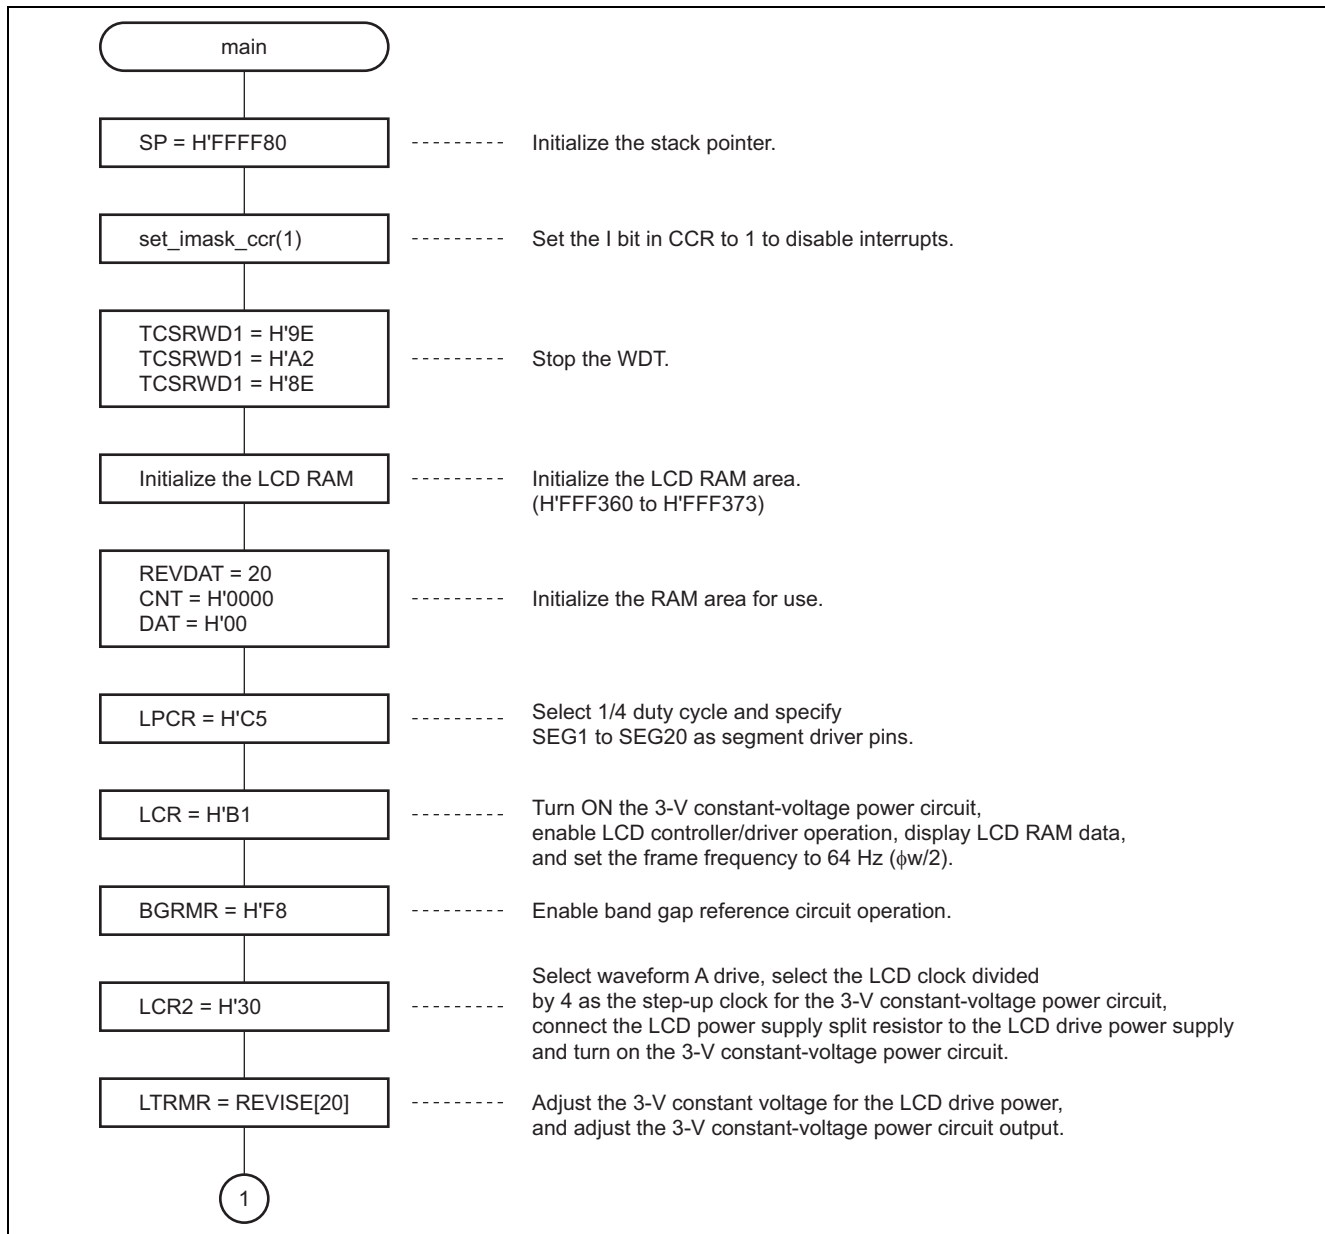 main
SP = H'FFFF80
Initialize the stack pointer.
set_imask_ccr(1)
Set the I bit in CCR to 1 to disable interrupts.
TCSRWD1 = H'9E
TCSRWD1 = H'A2
TCSRWD1 = H'8E
Stop the WDT.
Initialize the LCD RAM
Initialize the LCD RAM area.
(H'FFF360 to H'FFF373)
REVDAT = 20
CNT = H'0000
DAT = H'00
Initialize the RAM area for use.
LPCR = H'C5
Select 1/4 duty cycle and specify
SEG1 to SEG20 as segment driver pins.
LCR = H'B1
Turn ON the 3-V constant-voltage power circuit,
enable LCD controller/driver operation, display LCD RAM data,
and set the frame frequency to 64 Hz (ϕw/2).
BGRMR = H'F8
Enable band gap reference circuit operation.
LCR2 = H'30
Select waveform A drive, select the LCD clock divided
by 4 as the step-up clock for the 3-V constant-voltage power circuit,
connect the LCD power supply split resistor to the LCD drive power supply
and turn on the 3-V constant-voltage power circuit.
LTRMR = REVISE[20]
Adjust the 3-V constant voltage for the LCD drive power,
and adjust the 3-V constant-voltage power circuit output.
1